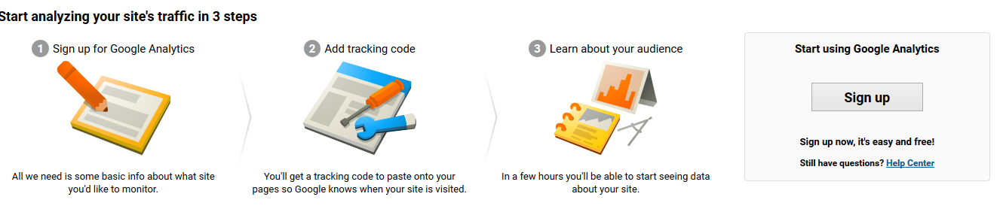 Start analyzing your site's traffic in 3 steps
1 Sign up for Google Analytics
All we need is some basic info about what site
you'd like to monitor.
2 Add tracking code
You'll get a tracking code to paste onto your
pages so Google knows when your site is visited.
3 Learn about your audience
In a few hours you'll be able to start seeing data
about your site.
Start using Google Analytics
Sign up
Sign up now, it's easy and free!
Still have questions? Help Center